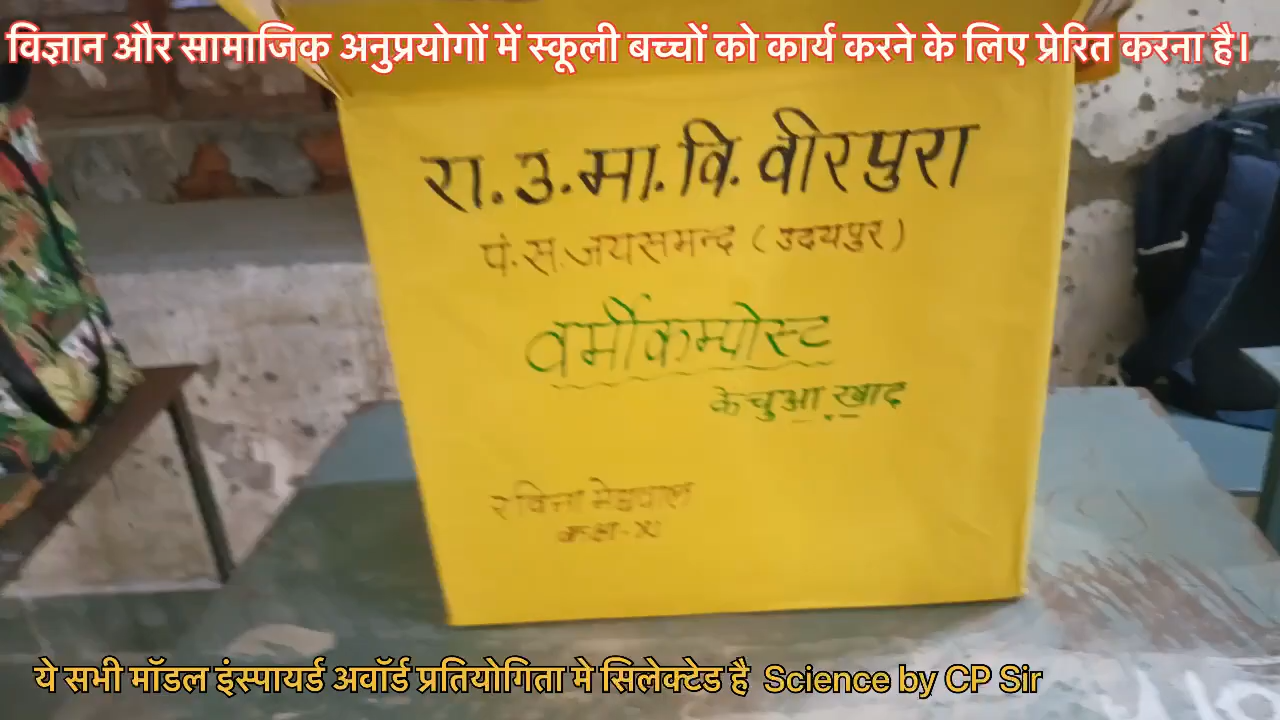 विज्ञान और सामाजिक अनुप्रयोगों में स्कूली बच्चों को कार्य करने के लिए प्रेरित करना है।
रा.उ.मा.वि. वीरपुरा
पं.स.जयसमन्द (उदयपुर)
वर्मीकम्पोस्ट
केचुआ खाद
रविना मेघवाल
कक्षा-XI
ये सभी मॉडल इंस्पायर्ड अवॉर्ड प्रतियोगिता मे सिलेक्टेड है Science by CP Sir